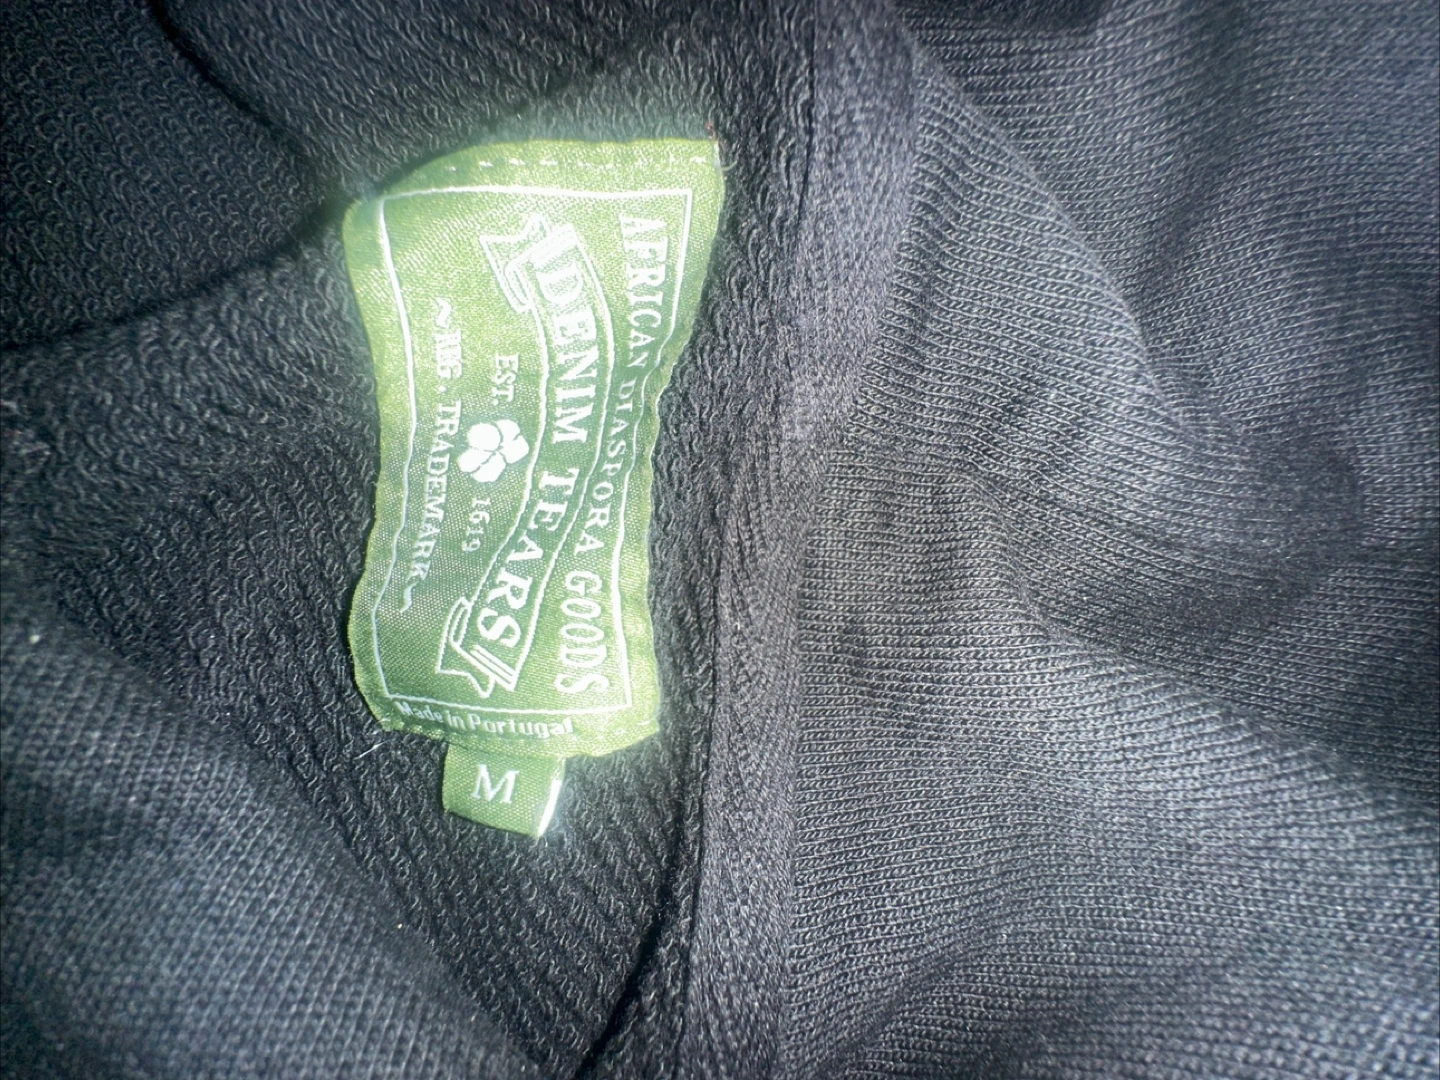 AFRICAN DIASPORA GOODS
DENIM TEARS
EST. 1619
~REG. TRADEMARK~
Made in Portugal
M